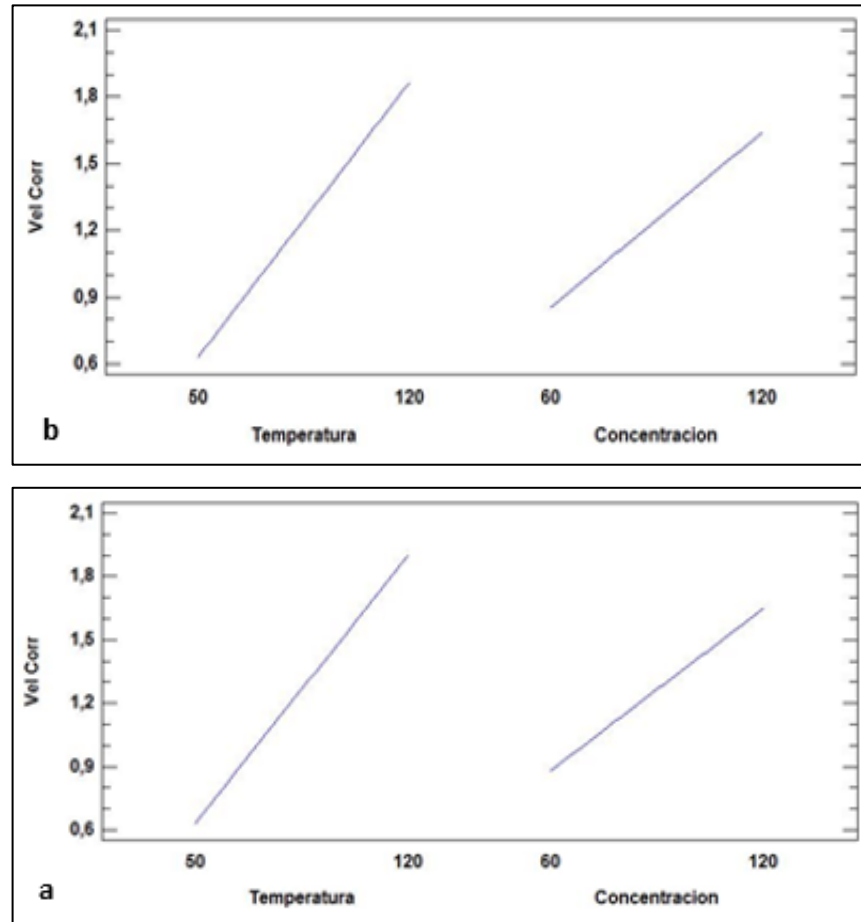 2,1
1,8
1,5
1,2
0,9
0,6
Vel Corr
50 120 60 120
Temperatura Concentracion
b
2,1
1,8
1,5
1,2
0,9
0,6
Vel Corr
50 120 60 120
Temperatura Concentracion
a